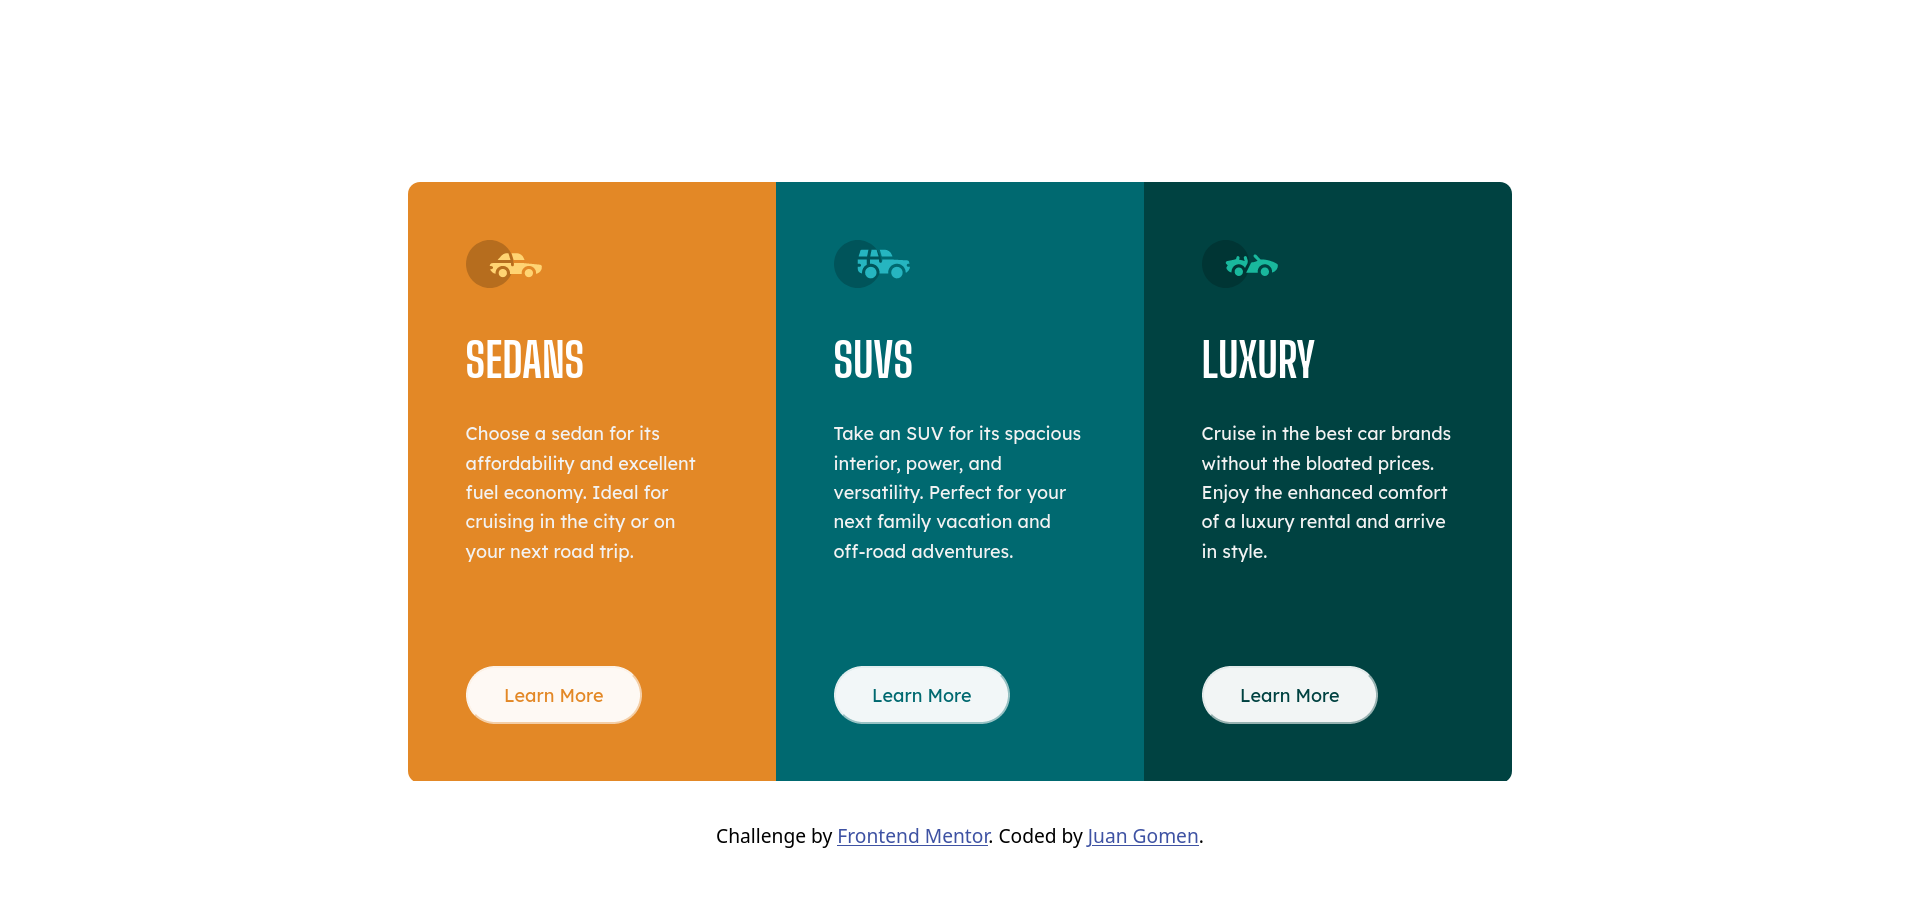 SEDANS
Choose a sedan for its
affordability and excellent
fuel economy. Ideal for
cruising in the city or on
your next road trip.
Learn More
SUVS
Take an SUV for its spacious
interior, power, and
versatility. Perfect for your
next family vacation and
off-road adventures.
Learn More
LUXURY
Cruise in the best car brands
without the bloated prices.
Enjoy the enhanced comfort
of a luxury rental and arrive
in style.
Learn More
Challenge by Frontend Mentor. Coded by Juan Gomen.